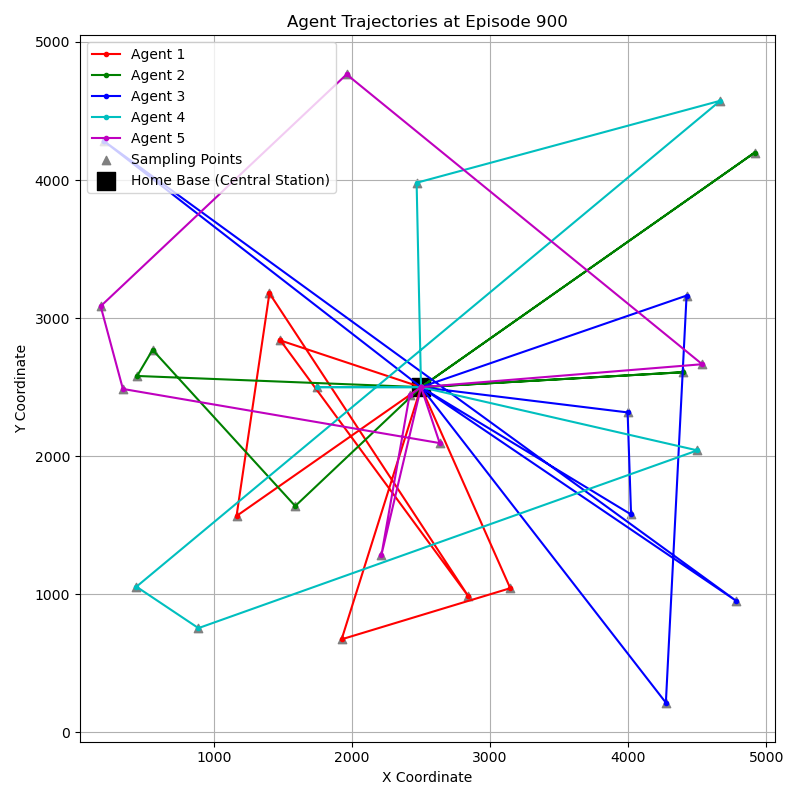 Agent Trajectories at Episode 900
5000
4000
3000
2000
1000
0
Y Coordinate
Agent 1
Agent 2
Agent 3
Agent 4
Agent 5
Sampling Points
Home Base (Central Station)
1000 2000 3000 4000 5000
X Coordinate